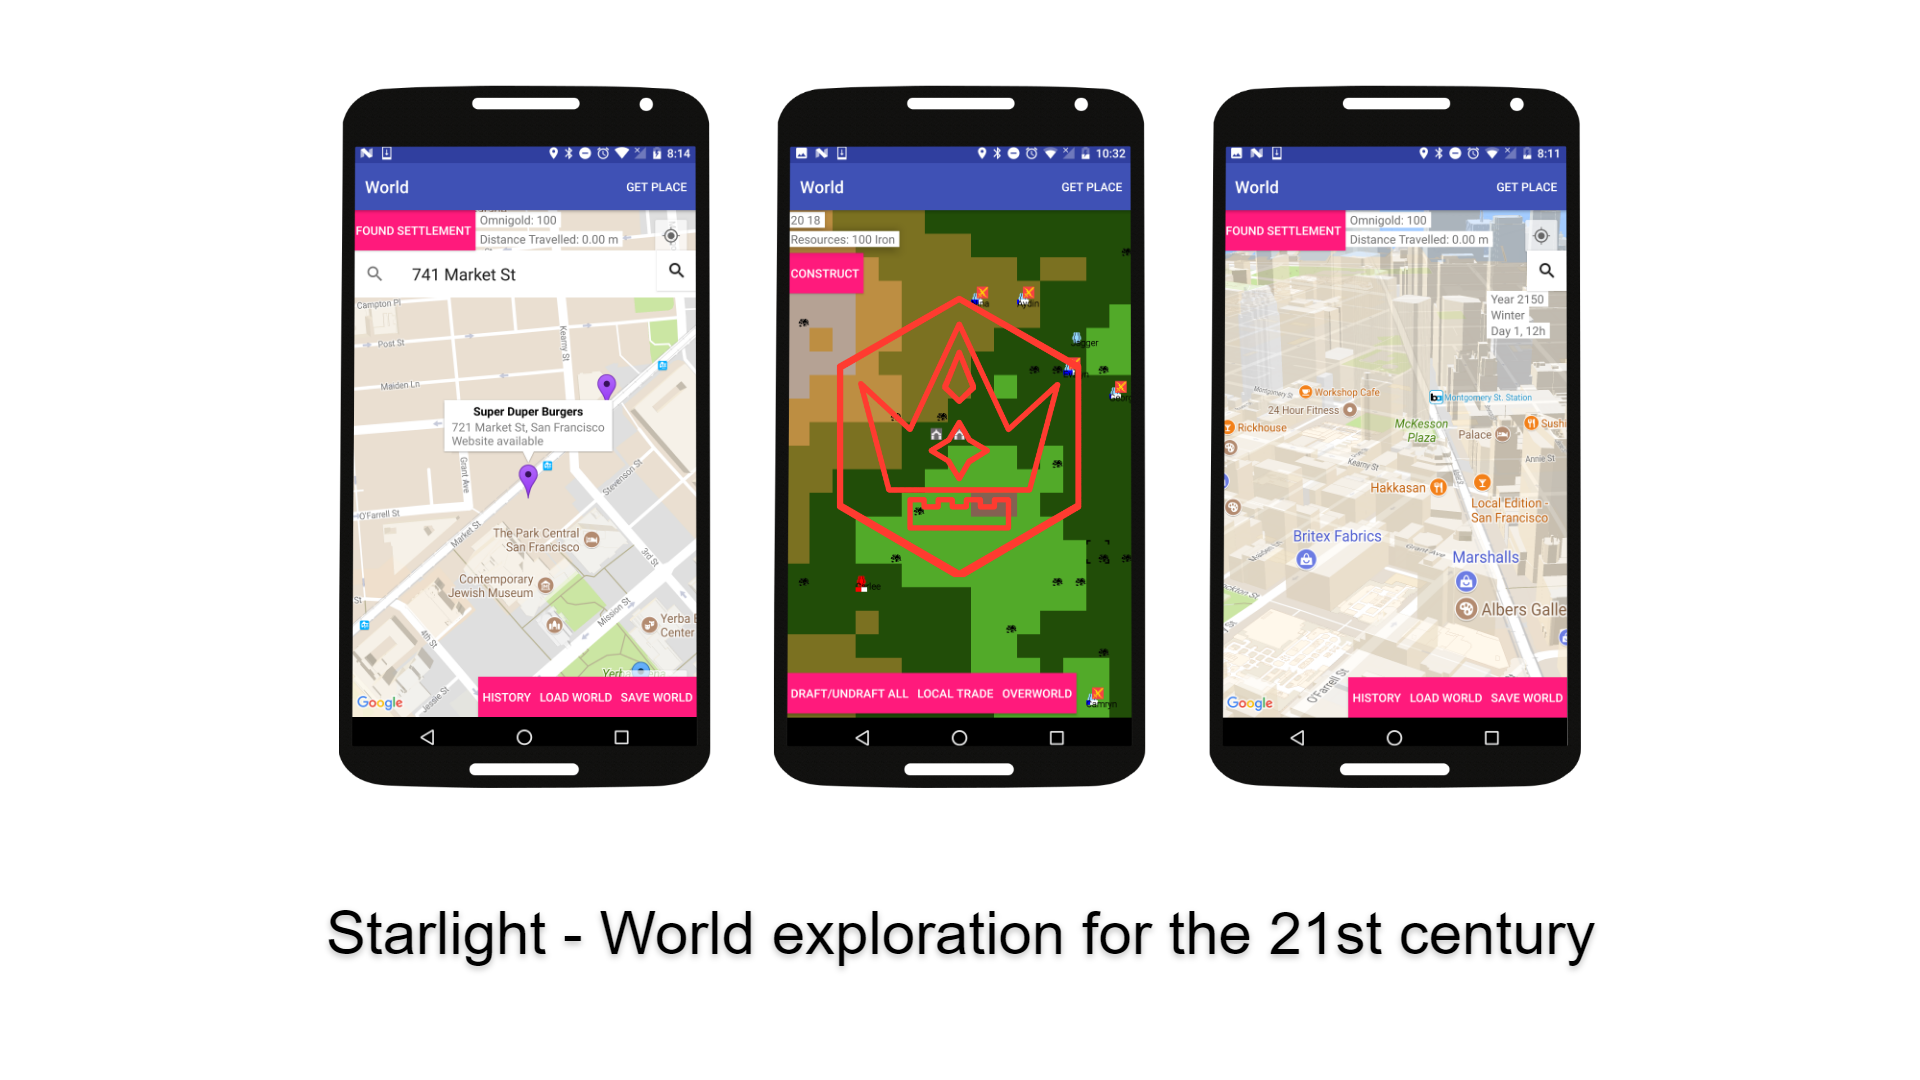 8:14
World
GET PLACE
FOUND SETTLEMENT
Omnigold: 100
Distance Travelled: 0.00 m
741 Market St
Campton Pl
Post St
Kearny St
Maiden Ln
Super Duper Burgers
721 Market St, San Francisco
Website available
Grant Ave
Stevenson St
O'Farrell St
Market St
The Park Central
San Francisco
3rd St
Contemporary
Jewish Museum
St
Mission St
Yerba
Center
4th St
Jessie St
Google
HISTORY LOAD WORLD SAVE WORLD
10:32
World
GET PLACE
20 18
Resources: 100 Iron
CONSTRUCT
DRAFT/UNDRAFT ALL LOCAL TRADE OVERWORLD
8:11
World
GET PLACE
FOUND SETTLEMENT
Omnigold: 100
Distance Travelled: 0.00 m
Year 2150
Winter
Day 1, 12h
Montgomery St
Workshop Cafe
Montgomery St. Station
24 Hour Fitness
Rickhouse
McKesson
Plaza
Palace
Sushi
Annie St
Kearny St
Hakkasan
Local Edition -
San Francisco
Britex Fabrics
Marshalls
Albers Galle
O'Farrell St
Google
HISTORY LOAD WORLD SAVE WORLD
Starlight - World exploration for the 21st century